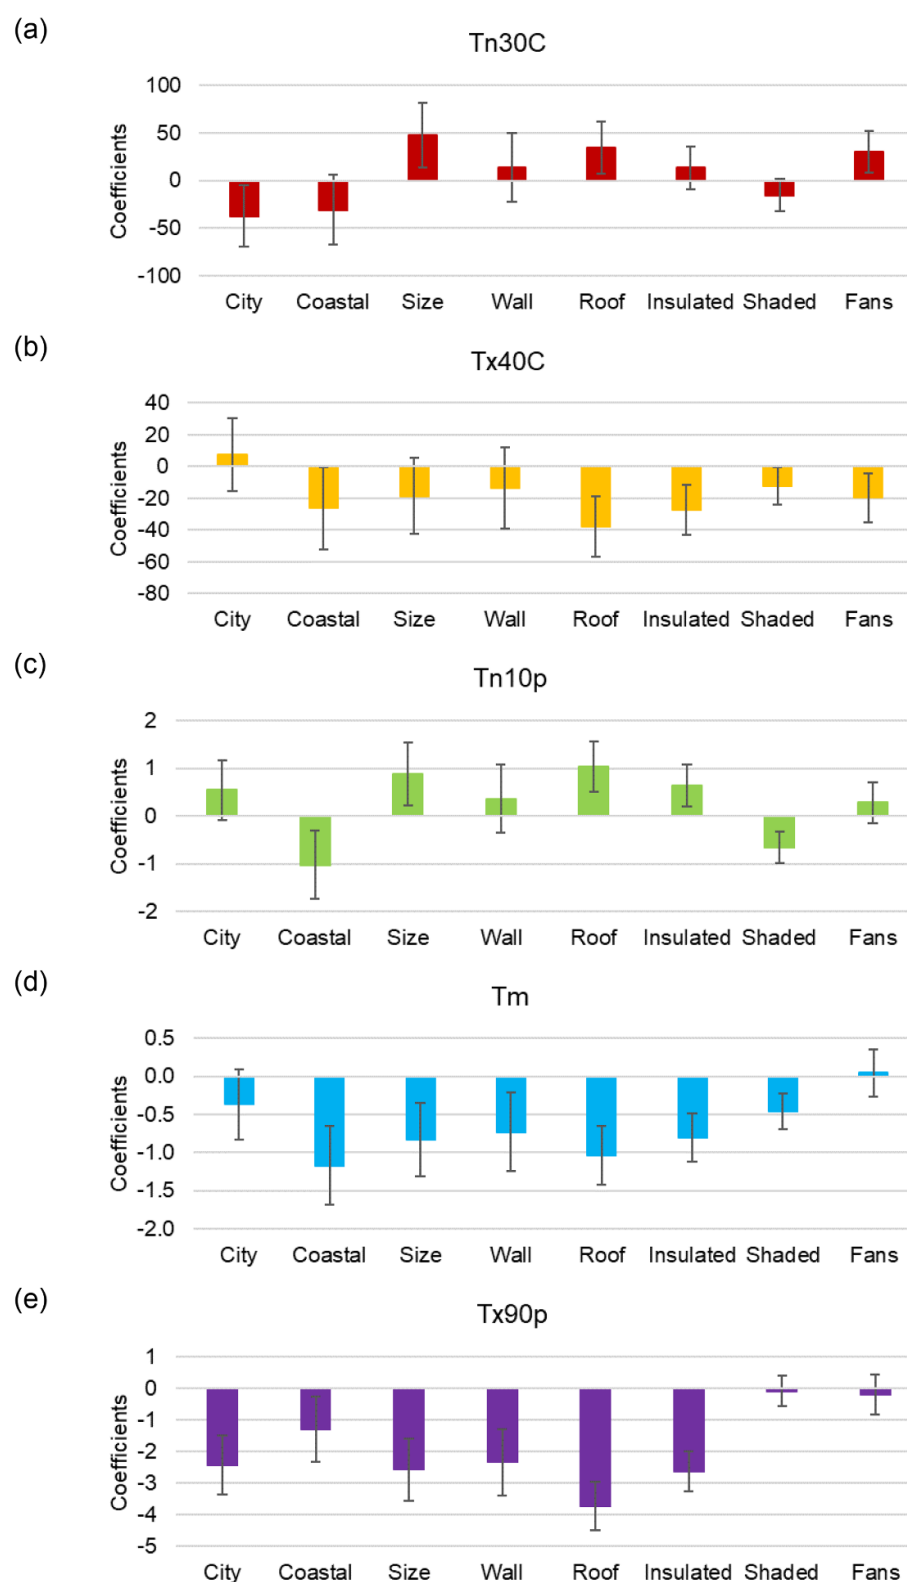 (a)
Tn30C
Coefficients
100
50
0
-50
-100
City Coastal Size Wall Roof Insulated Shaded Fans
(b)
Tx40C
Coefficients
40
20
0
-20
-40
-60
-80
City Coastal Size Wall Roof Insulated Shaded Fans
(c)
Tn10p
Coefficients
2
1
0
-1
-2
City Coastal Size Wall Roof Insulated Shaded Fans
(d)
Tm
Coefficients
0.5
0.0
-0.5
-1.0
-1.5
-2.0
City Coastal Size Wall Roof Insulated Shaded Fans
(e)
Tx90p
Coefficients
1
0
-1
-2
-3
-4
-5
City Coastal Size Wall Roof Insulated Shaded Fans